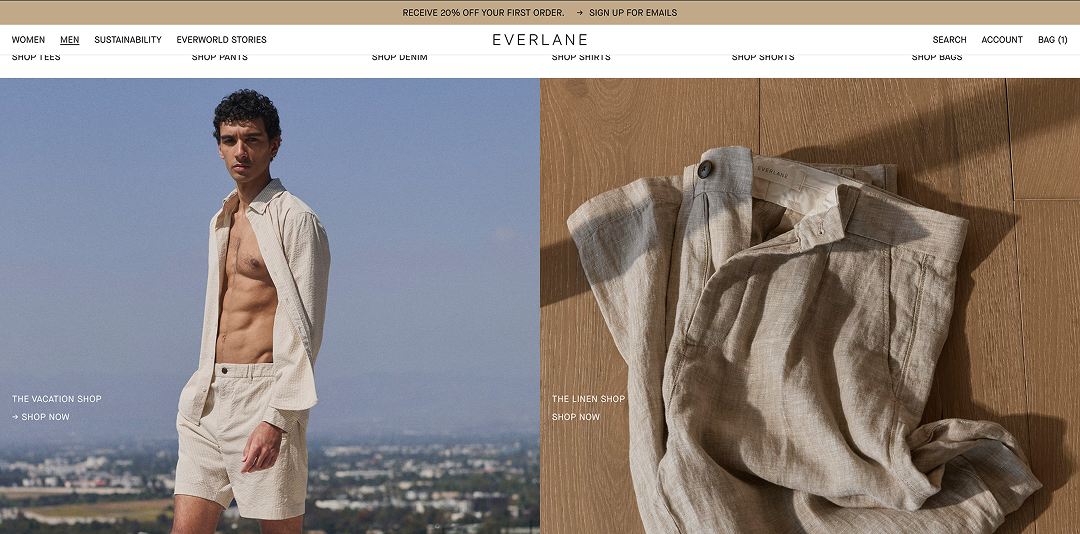 RECEIVE 20% OFF YOUR FIRST ORDER. → SIGN UP FOR EMAILS
WOMEN MEN SUSTAINABILITY EVERWORLD STORIES EVERLANE SEARCH ACCOUNT BAG (1)
SHOP TEES SHOP PANTS SHOP DENIM SHOP SHIRTS SHOP SHORTS SHOP BAGS
EVERLANE
THE VACATION SHOP
→ SHOP NOW
THE LINEN SHOP
SHOP NOW